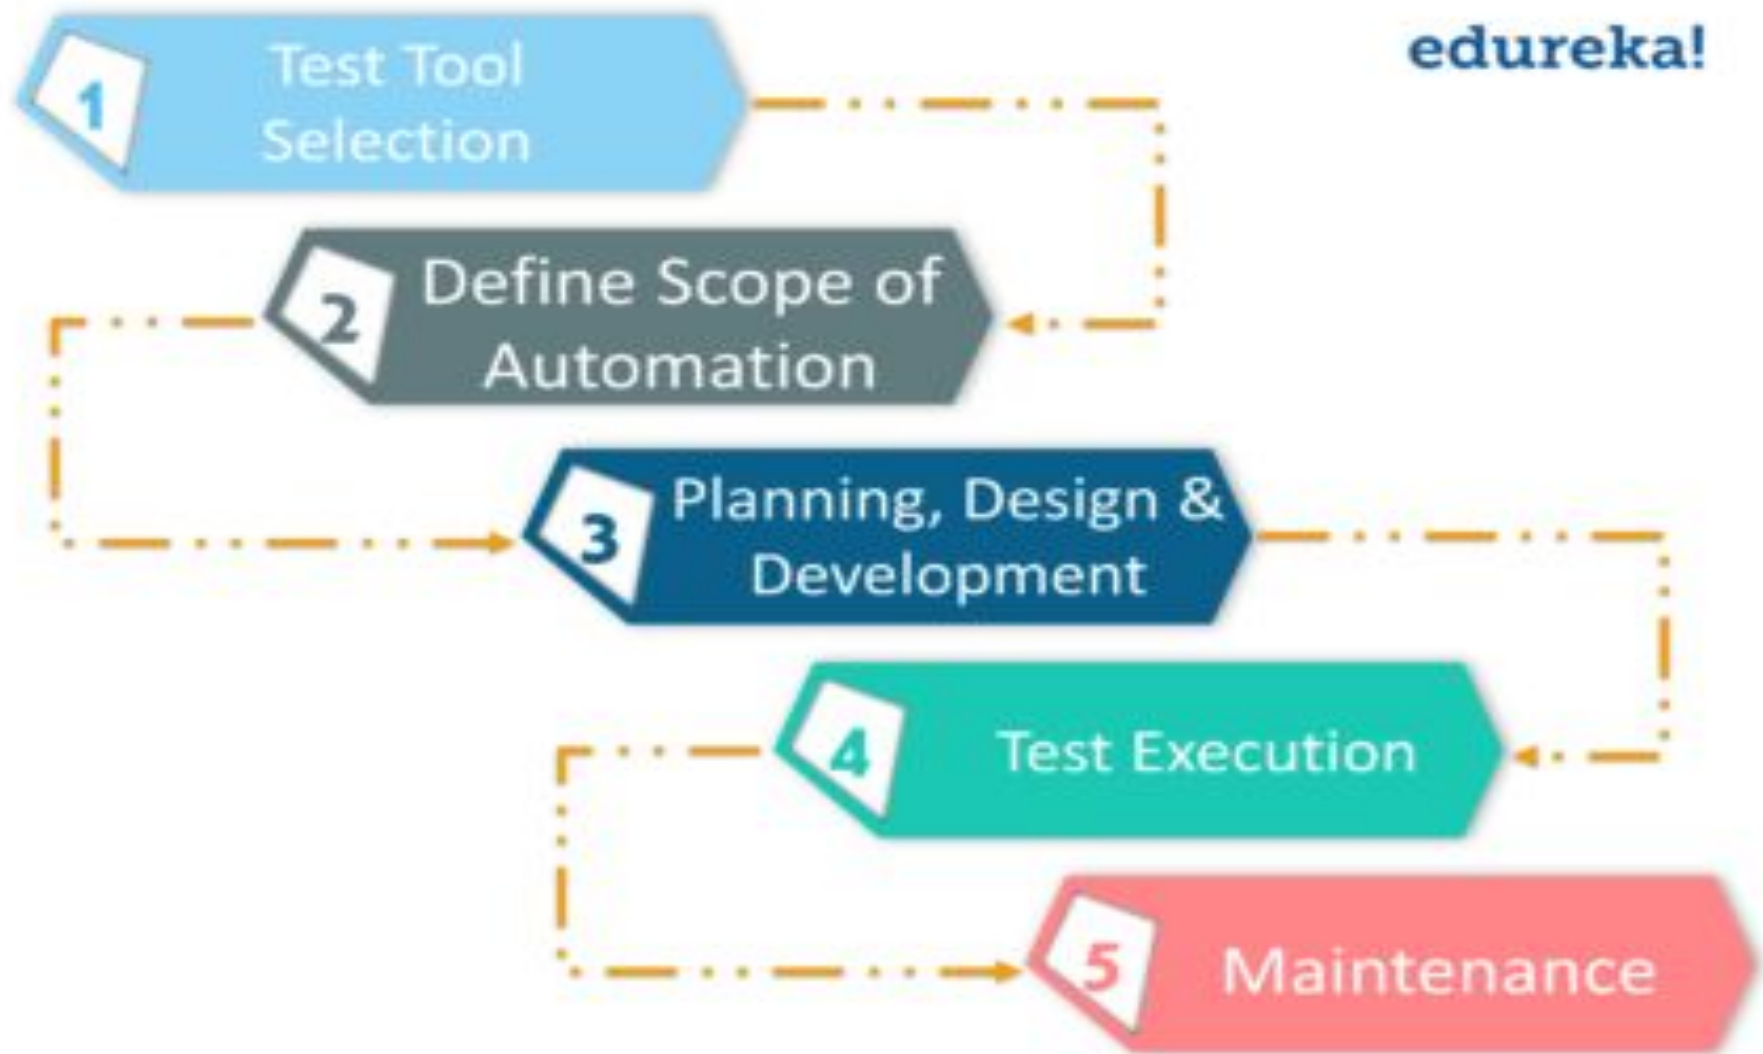 edureka!
1
Test Tool
Selection
2
Define Scope of
Automation
3
Planning, Design &
Development
4
Test Execution
5
Maintenance